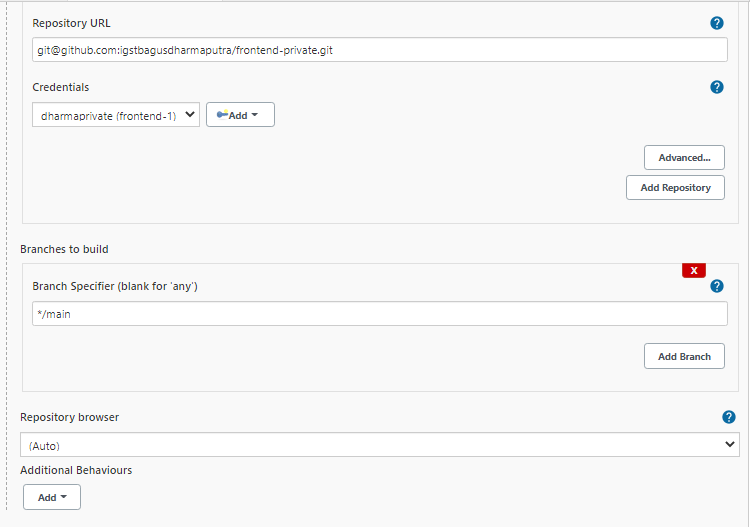 Repository URL
git@github.com:igstbagusdharmaputra/frontend-private.git
Credentials
dharmaprivate (frontend-1)
Add
Advanced...
Add Repository
Branches to build
X
Branch Specifier (blank for 'any')
*/main
Add Branch
Repository browser
(Auto)
Additional Behaviours
Add